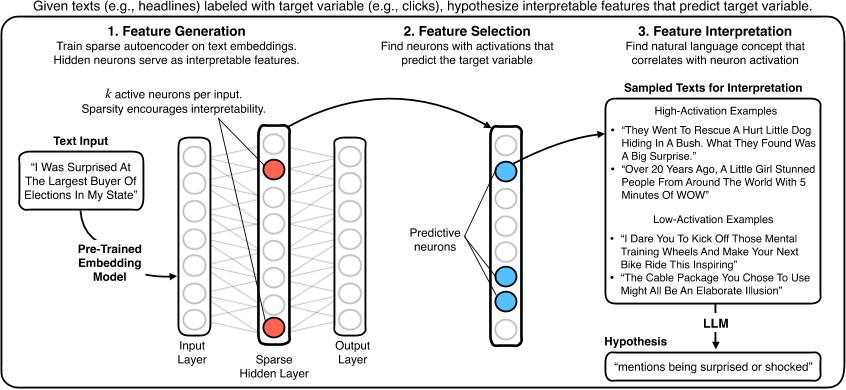 Given texts (e.g., headlines) labeled with target variable (e.g., clicks), hypothesize interpretable features that predict target variable.
1. Feature Generation
Train sparse autoencoder on text embeddings.
Hidden neurons serve as interpretable features.
k active neurons per input.
Sparsity encourages interpretability.
Text Input
“I Was Surprised At
The Largest Buyer Of
Elections In My State”
Pre-Trained
Embedding
Model
Input
Layer
Sparse
Hidden Layer
Output
Layer
2. Feature Selection
Find neurons with activations that
predict the target variable
Predictive
neurons
3. Feature Interpretation
Find natural language concept that
correlates with neuron activation
Sampled Texts for Interpretation
High-Activation Examples
• “They Went To Rescue A Hurt Little Dog
Hiding In A Bush. What They Found Was
A Big Surprise.”
• “Over 20 Years Ago, A Little Girl Stunned
People From Around The World With 5
Minutes Of WOW”
Low-Activation Examples
• “I Dare You To Kick Off Those Mental
Training Wheels And Make Your Next
Bike Ride This Inspiring”
• “The Cable Package You Chose To Use
Might All Be An Elaborate Illusion”
LLM
Hypothesis
“mentions being surprised or shocked”